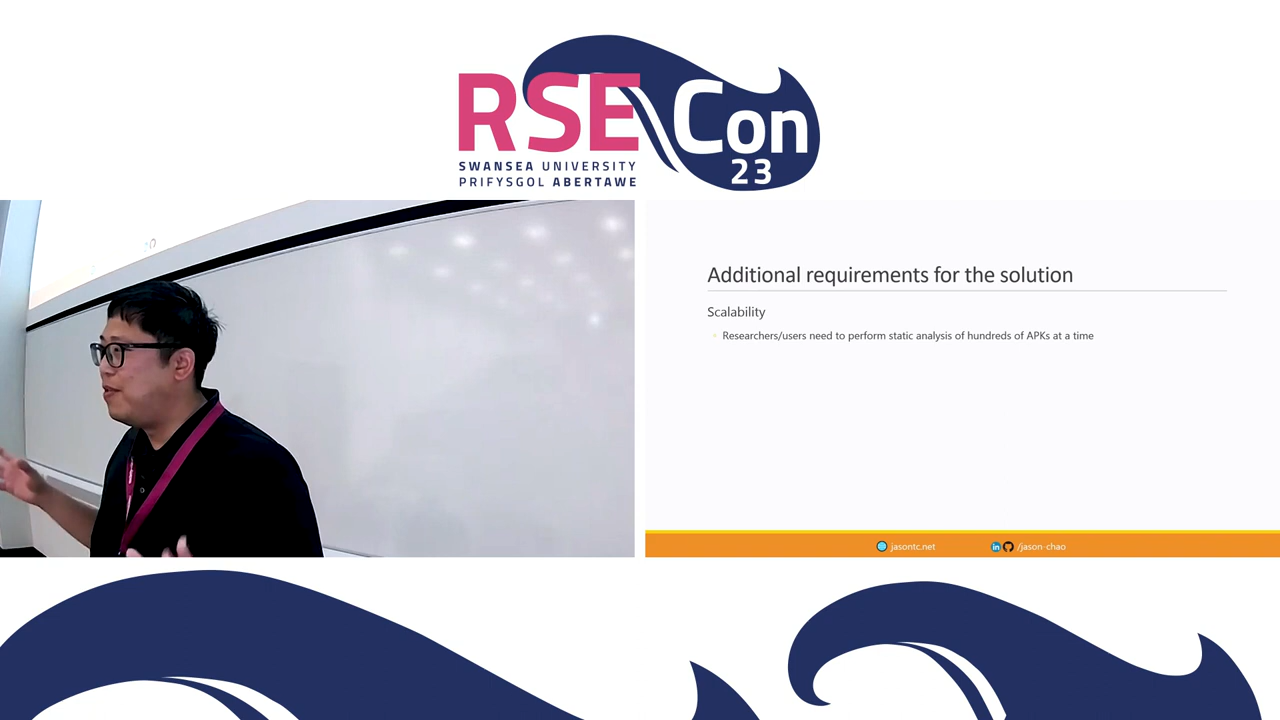 RSE Con
23
SWANSEA UNIVERSITY
PRIFYSGOL ABERTAWE
Additional requirements for the solution
Scalability
Researchers/users need to perform static analysis of hundreds of APKs at a time
jasontc.net
in /jason-chao